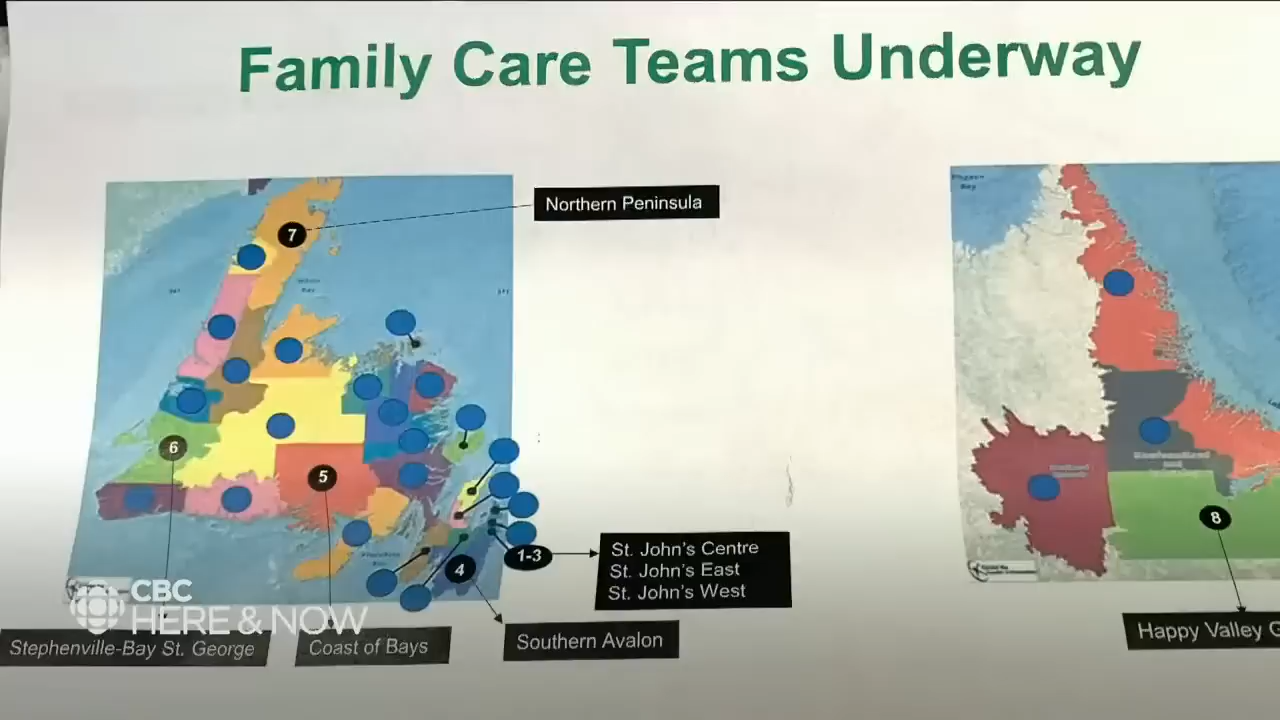 Family Care Teams Underway
Northern Peninsula
7
6
5
4
1-3
St. John's Centre
St. John's East
St. John's West
8
CBC
HERE & NOW
Stephenville-Bay St. George
Coast of Bays
Southern Avalon
Happy Valley G